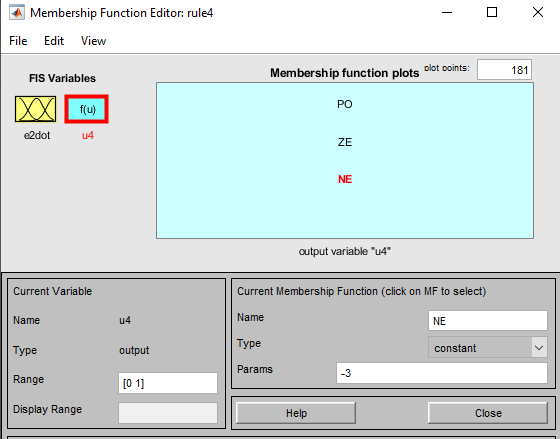 Membership Function Editor: rule4
File Edit View
FIS Variables
f(u)
e2dot u4
Membership function plots plot points: 181
PO
ZE
NE
output variable "u4"
Current Variable
Name u4
Type output
Range [0 1]
Display Range
Current Membership Function (click on MF to select)
Name NE
Type constant
Params -3
Help Close